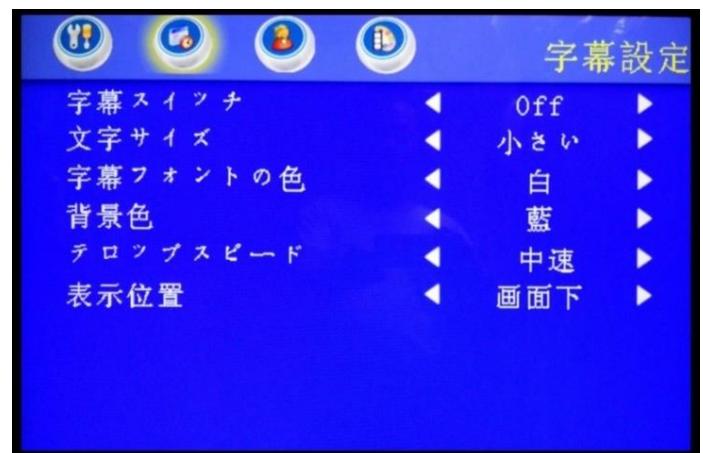 字幕設定
字幕スイッチ Off
文字サイズ 小さい
字幕フォントの色 白
背景色 藍
テロップスピード 中速
表示位置 画面下